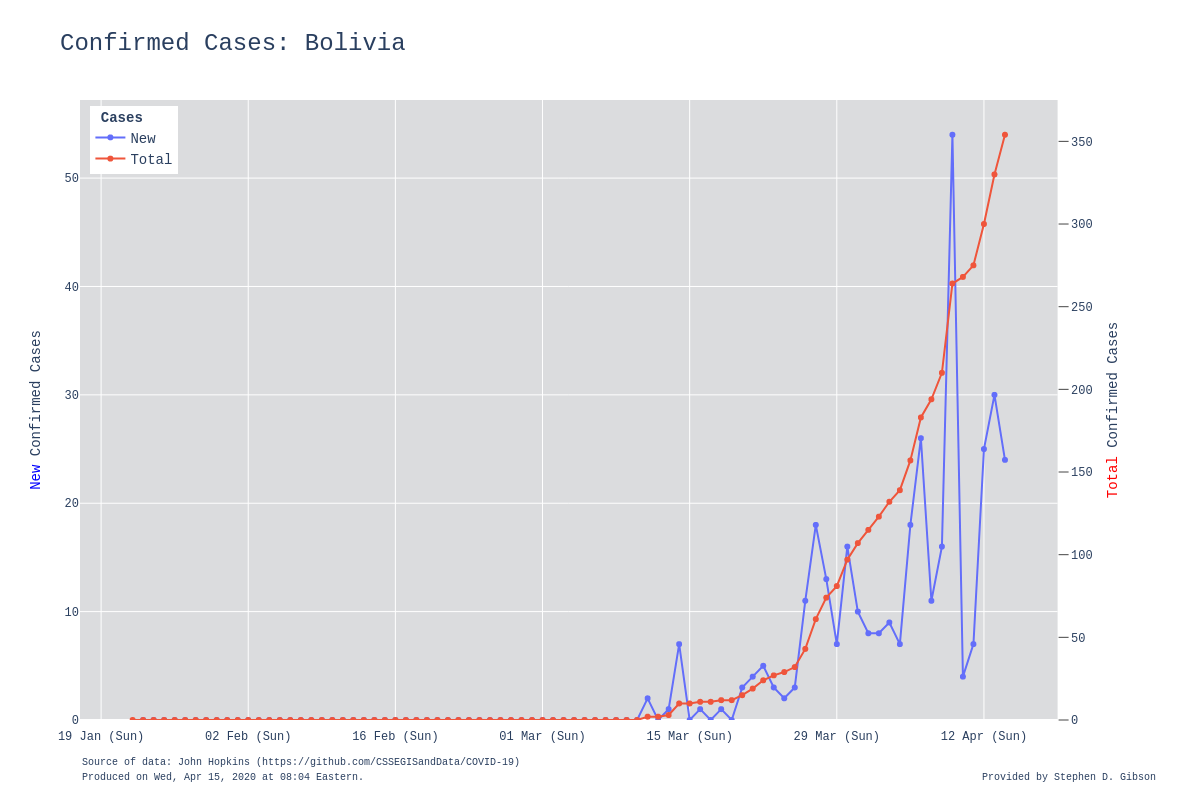 Confirmed Cases: Bolivia
Cases
New
Total
50
40
30
20
10
0
New Confirmed Cases
350
300
250
200
150
100
50
0
Total Confirmed Cases
19 Jan (Sun) 02 Feb (Sun) 16 Feb (Sun) 01 Mar (Sun) 15 Mar (Sun) 29 Mar (Sun) 12 Apr (Sun)
Source of data: John Hopkins (https://github.com/CSSEGISandData/COVID-19)
Produced on Wed, Apr 15, 2020 at 08:04 Eastern.
Provided by Stephen D. Gibson